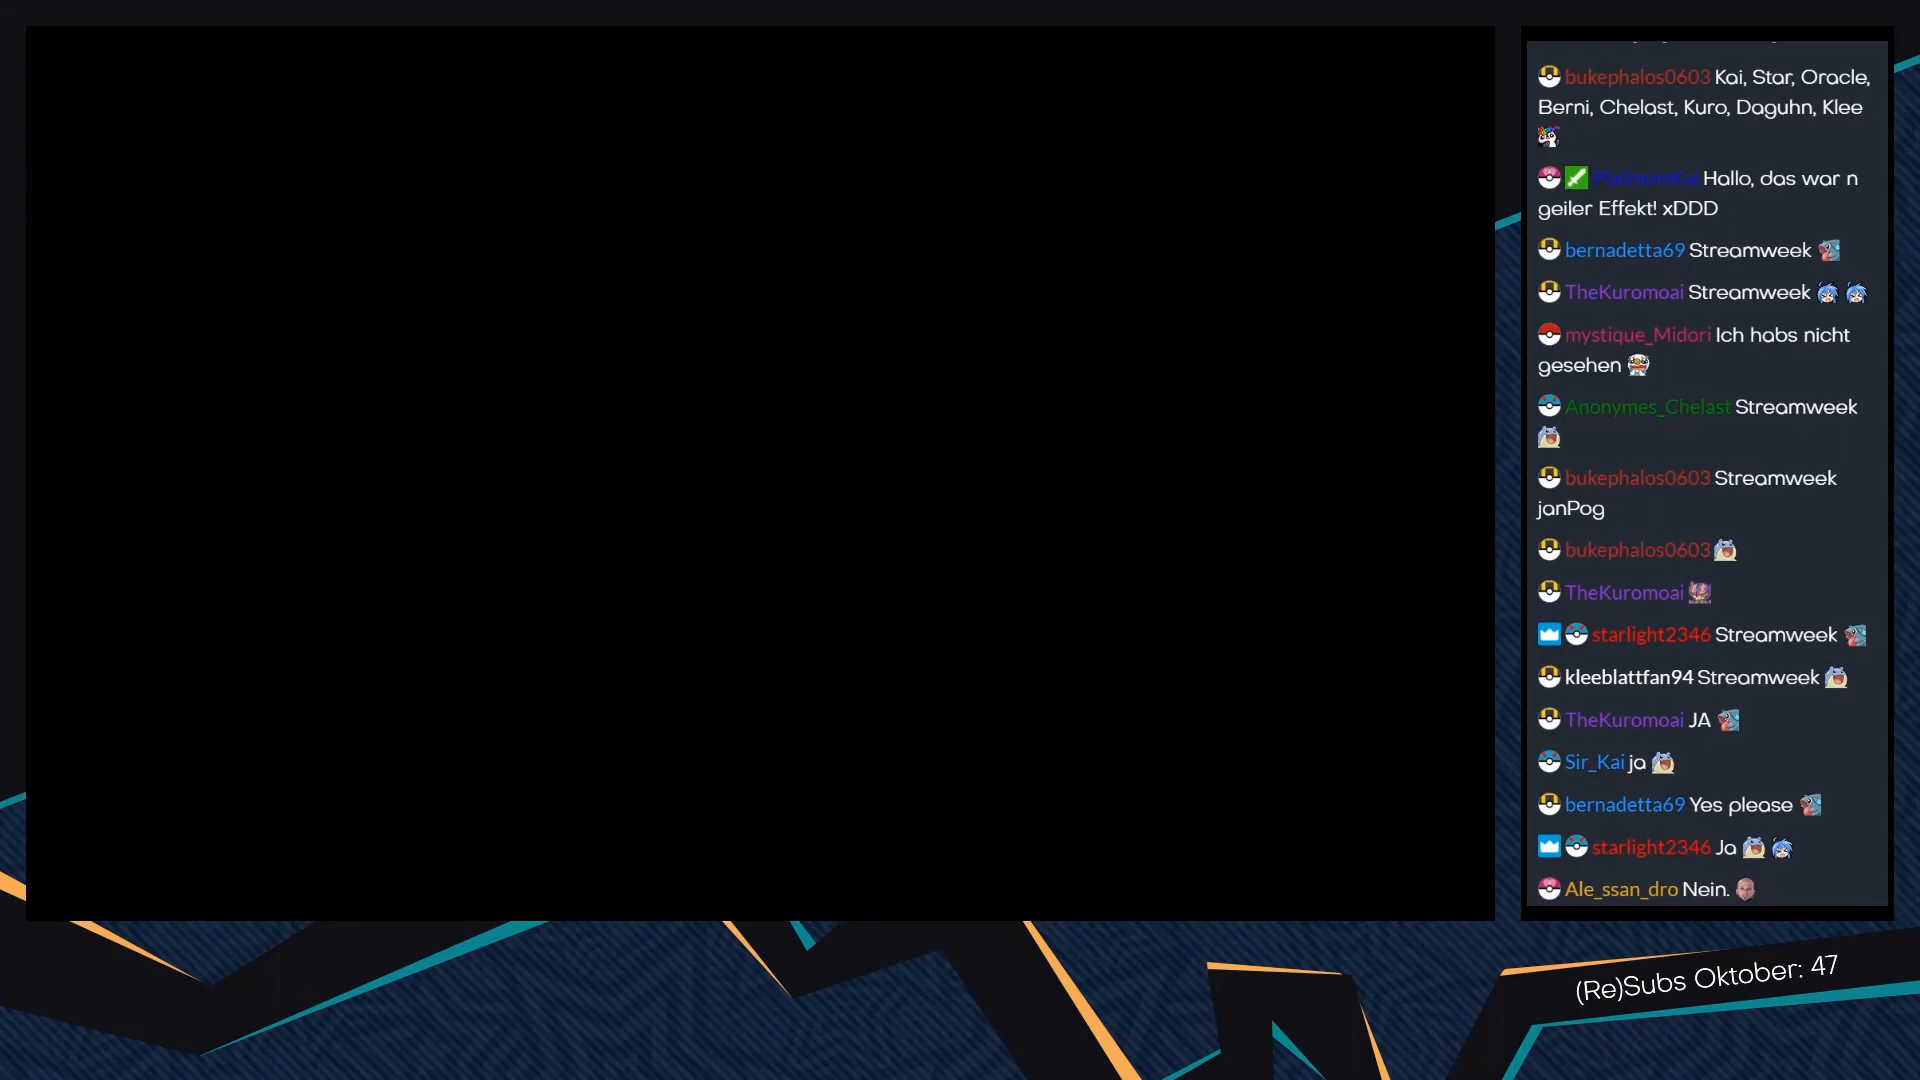 bukephalos0603 Kai, Star, Oracle,
Berni, Chelast, Kuro, Daguhn, Klee
PlatinumKai Hallo, das war n
geiler Effekt! xDDD
bernadetta69 Streamweek
TheKuromoai Streamweek
mystique_Midori Ich habs nicht
gesehen
Anonymes_Chelast Streamweek
bukephalos0603 Streamweek
janPog
bukephalos0603
TheKuromoai
starlight2346 Streamweek
kleeblattfan94 Streamweek
TheKuromoai JA
Sir_Kai ja
bernadetta69 Yes please
starlight2346 Ja
Ale_ssan_dro Nein.
(Re)Subs Oktober: 47